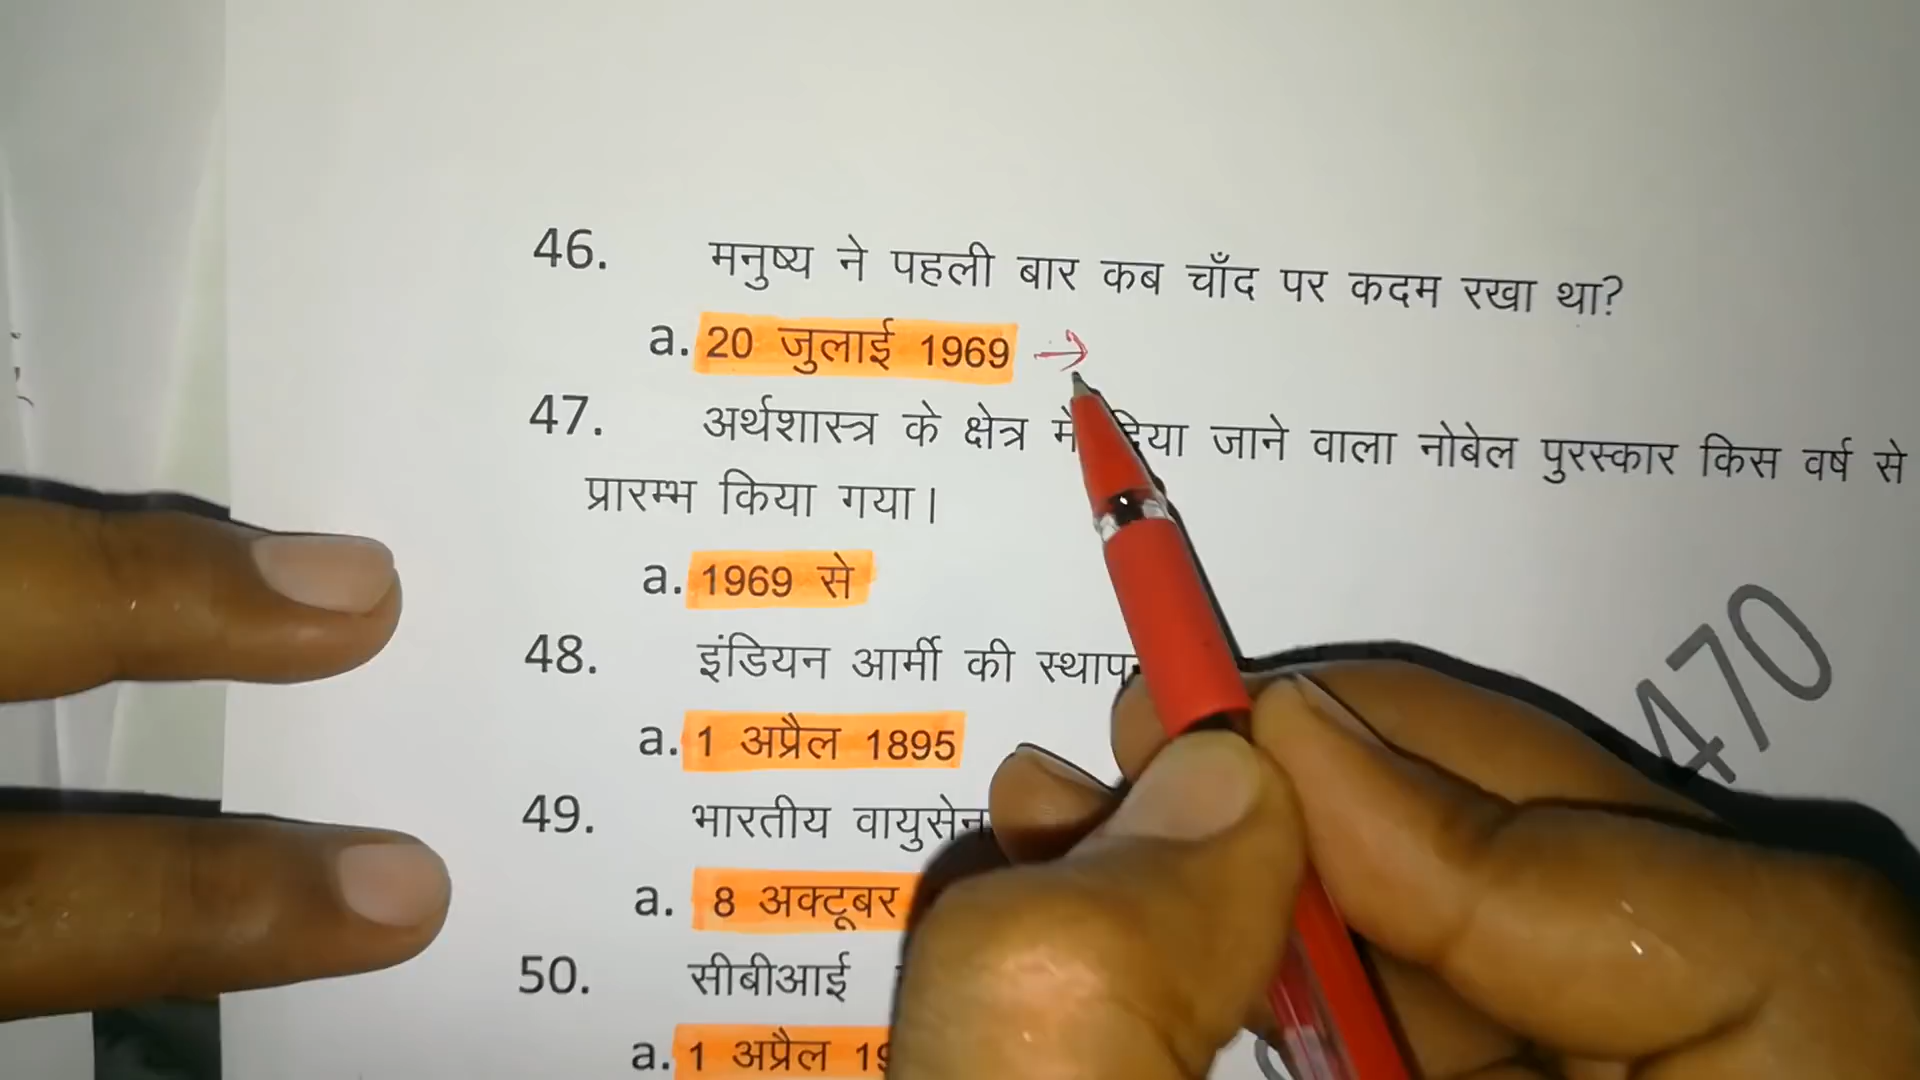 46. मनुष्य ने पहली बार कब चाँद पर कदम रखा था?
a. 20 जुलाई 1969 →
47. अर्थशास्त्र के क्षेत्र में दिया जाने वाला नोबेल पुरस्कार किस वर्ष से
प्रारम्भ किया गया।
a. 1969 से
48. इंडियन आर्मी की
a. 1 अप्रैल 1895
49. भारतीय
a. 8 अक्टूबर
50. सीबीआई
a. 1 अप्रैल
470